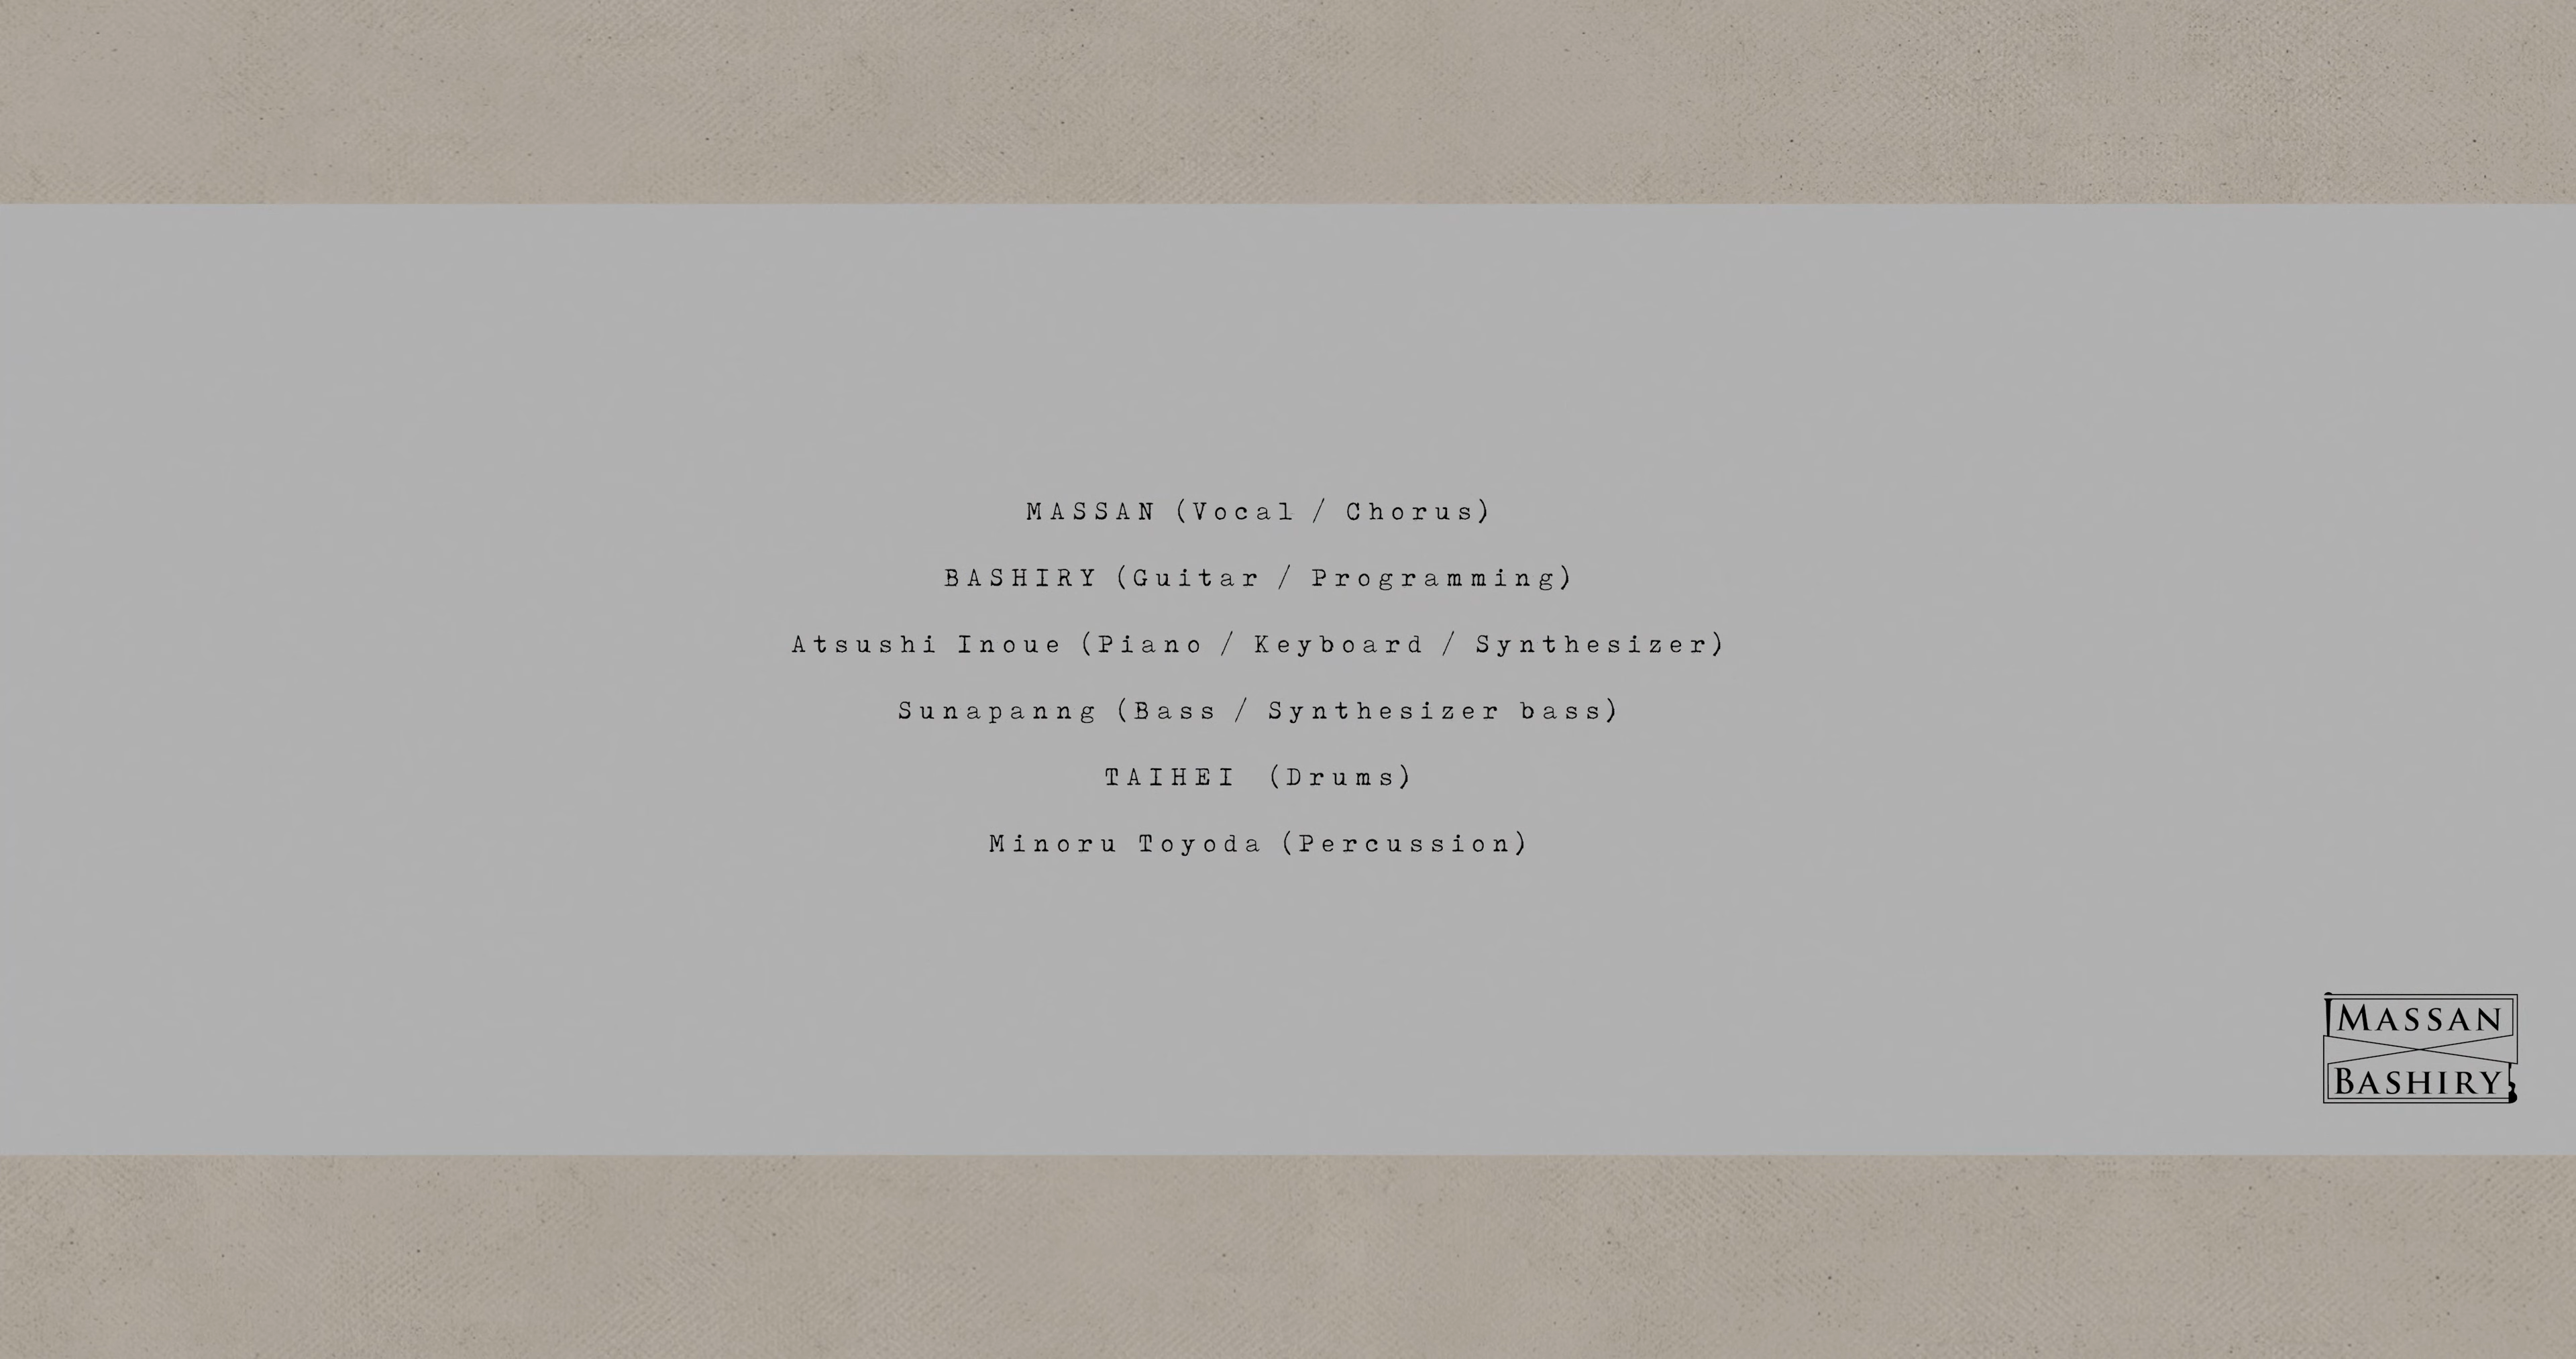 MASSAN (Vocal / Chorus)
BASHIRY (Guitar / Programming)
Atsushi Inoue (Piano / Keyboard / Synthesizer)
Sunapanng (Bass / Synthesizer bass)
TAIHEI (Drums)
Minoru Toyoda (Percussion)
MASSAN
BASHIRY